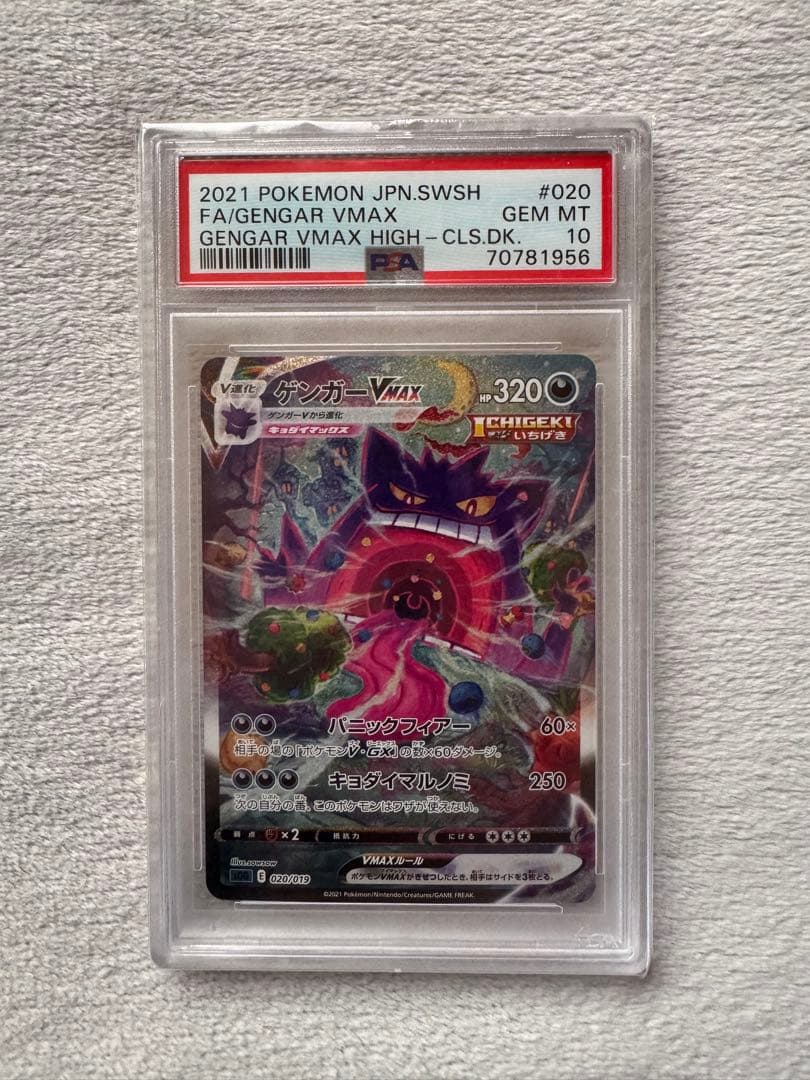 2021 POKEMON JPN.SWSH #020
FA/GENGAR VMAX GEM MT
GENGAR VMAX HIGH-CLS.DK. 10
PSA 70781956
V進化 ゲンガーVMAX HP 320
ゲンガーVから進化
キョダイマックス
ICHIGEKI
いちげき
パニックフィアー 60×
相手の場の「ポケモンV・GX」の数×60ダメージ。
キョダイマルノミ 250
次の自分の番、このポケモンはワザが使えない。
弱点 ×2 抵抗力 にげる
illus.sowsow
VMAXルール
E 020/019
ポケモンVMAXがきぜつしたとき、相手はサイドを3枚とる。
©2021 Pokémon/Nintendo/Creatures/GAME FREAK.